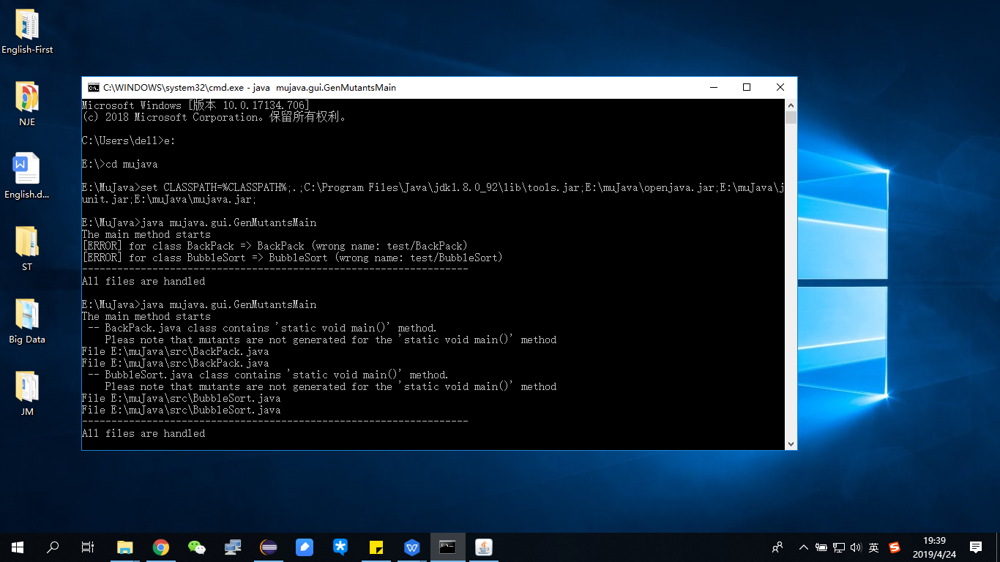 English-First
NJE
English.d...
ST
Big Data
JM
C:\WINDOWS\system32\cmd.exe - java  mujava.gui.GenMutantsMain
Microsoft Windows [版本 10.0.17134.706]
(c) 2018 Microsoft Corporation。保留所有权利。
C:\Users\dell>e:
E:\>cd mujava
E:\MuJava>set CLASSPATH=%CLASSPATH%;.;C:\Program Files\Java\jdk1.8.0_92\lib\tools.jar;E:\muJava\openjava.jar;E:\muJava\j
unit.jar;E:\muJava\mujava.jar;
E:\MuJava>java mujava.gui.GenMutantsMain
The main method starts
[ERROR] for class BackPack => BackPack (wrong name: test/BackPack)
[ERROR] for class BubbleSort => BubbleSort (wrong name: test/BubbleSort)
------------------------------------------------------------------
All files are handled
E:\MuJava>java mujava.gui.GenMutantsMain
The main method starts
 -- BackPack.java class contains 'static void main()' method.
    Pleas note that mutants are not generated for the 'static void main()' method
File E:\muJava\src\BackPack.java
File E:\muJava\src\BackPack.java
 -- BubbleSort.java class contains 'static void main()' method.
    Pleas note that mutants are not generated for the 'static void main()' method
File E:\muJava\src\BubbleSort.java
File E:\muJava\src\BubbleSort.java
------------------------------------------------------------------
All files are handled
英
19:39
2019/4/24